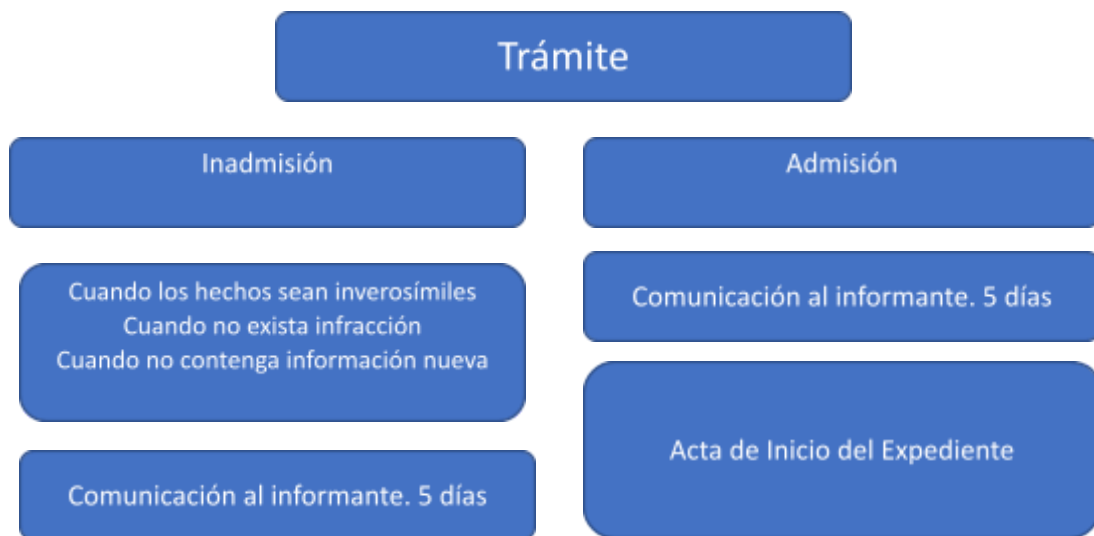 Trámite
Inadmisión
Cuando los hechos sean inverosímiles
Cuando no exista infracción
Cuando no contenga información nueva
Comunicación al informante. 5 días
Admisión
Comunicación al informante. 5 días
Acta de Inicio del Expediente